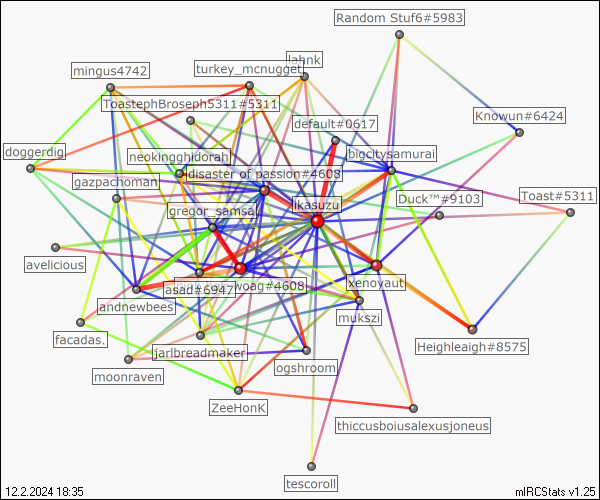 Random Stuf6#5983
lahnk
turkey_mcnugget
mingus4742
ToastephBroseph5311#5311
Knowun#6424
default#0617
doggerdig
neokingghidorah
bigcitysamurai
disaster of passion#4608
gazpachoman
Duck™#9103
Toast#5311
ikasuzu
gregor_samsa
avelicious
xenoyaut
asad#6947
woag#4608
andnewbees
mukszi
facadas.
Heighleaigh#8575
jarlbreadmaker
ogshroom
moonraven
ZeeHonK
thiccusboiusalexusjoneus
tescoroll
12.2.2024 18:35
mIRCStats v1.25